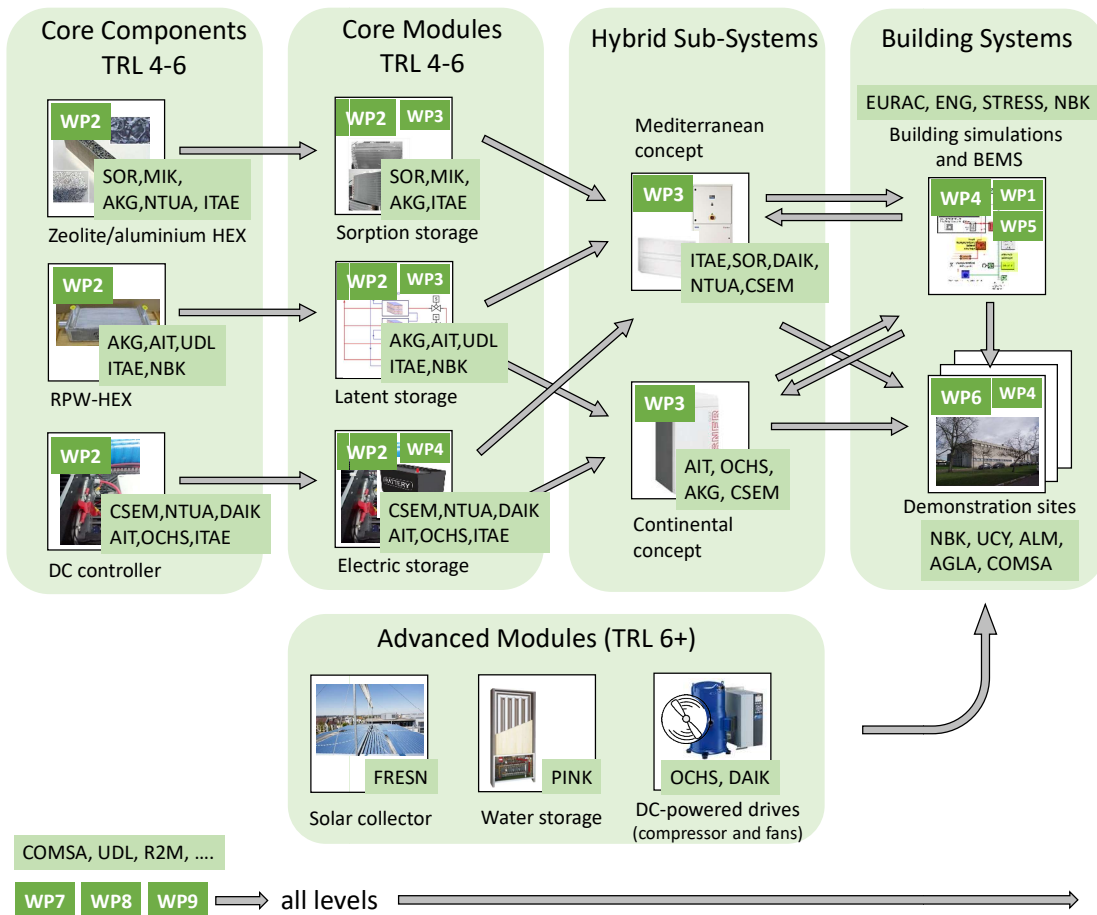 Core Components
TRL 4-6
WP2
SOR,MIK,
AKG,NTUA, ITAE
Zeolite/aluminium HEX
WP2
AKG,AIT,UDL
ITAE,NBK
RPW-HEX
WP2
CSEM,NTUA,DAIK
AIT,OCHS,ITAE
DC controller
Core Modules
TRL 4-6
WP2 WP3
SOR,MIK,
AKG,ITAE
Sorption storage
WP2 WP3
AKG,AIT,UDL
ITAE,NBK
Latent storage
WP2 WP4
BATTERY
CSEM,NTUA,DAIK
AIT,OCHS,ITAE
Electric storage
Hybrid Sub-Systems
Mediterranean
concept
WP3
ITAE,SOR,DAIK,
NTUA,CSEM
WP3
AIT, OCHS,
AKG, CSEM
Continental
concept
Building Systems
EURAC, ENG, STRESS, NBK
Building simulations
and BEMS
WP4 WP1
WP5
WP6 WP4
Demonstration sites
NBK, UCY, ALM,
AGLA, COMSA
Advanced Modules (TRL 6+)
FRESN
Solar collector
PINK
Water storage
OCHS, DAIK
DC-powered drives
(compressor and fans)
COMSA, UDL, R2M, ....
WP7 WP8 WP9 all levels